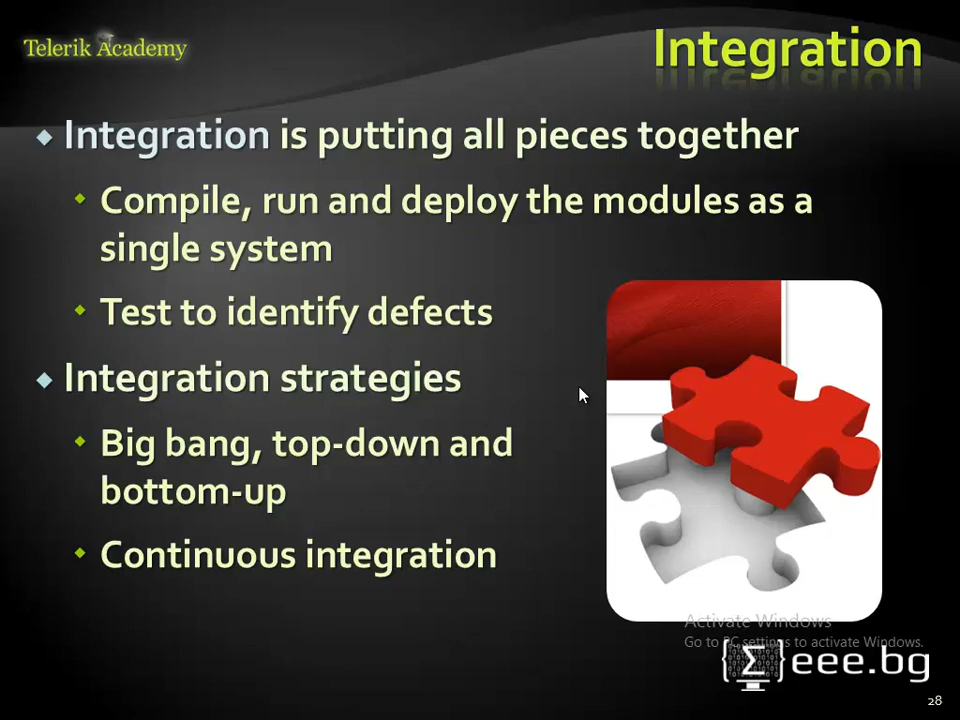 Telerik Academy
Integration
Integration is putting all pieces together
Compile, run and deploy the modules as a
single system
Test to identify defects
Integration strategies
Big bang, top-down and
bottom-up
Continuous integration
Activate Windows
Go to PC settings to activate Windows.
{Σ} eee.bg
28